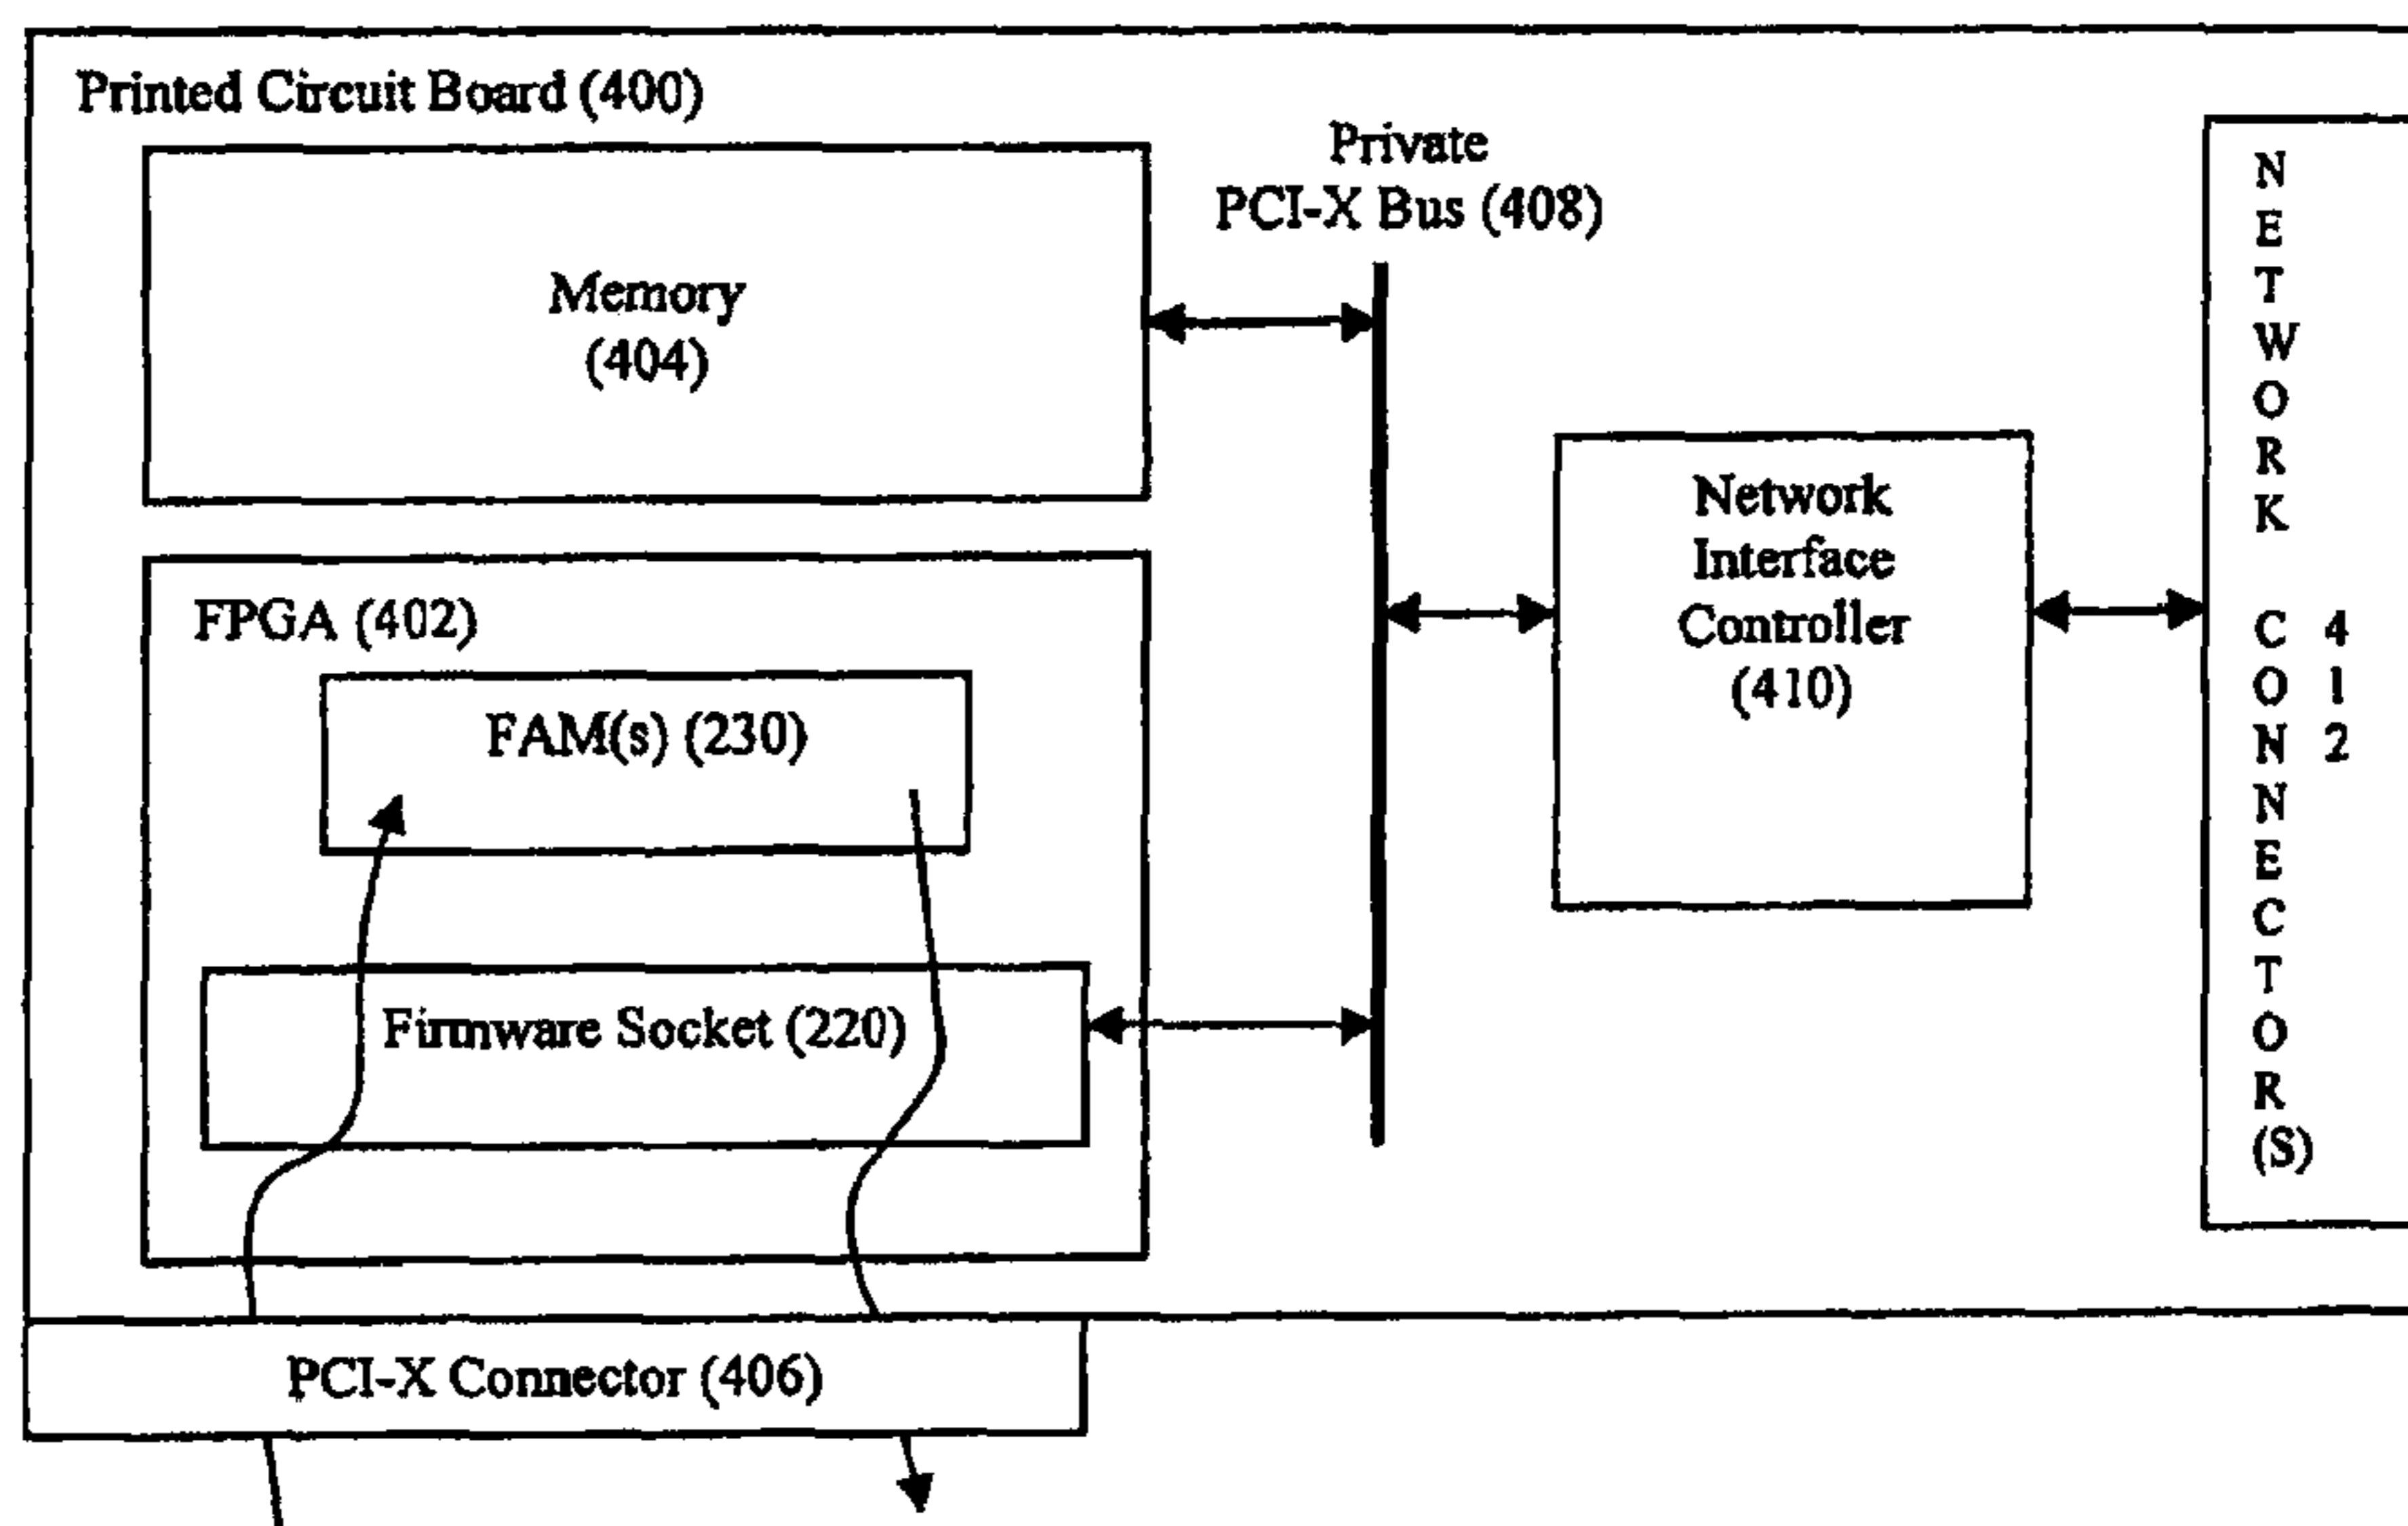 Printed Circuit Board (400)
Memory
(404)
Private
PCI-X Bus (408)
FPGA (402)
FAM(s) (230)
Firmware Socket (220)
Network
Interface
Controller
(410)
NETWORK CONNECTOR(S)
412
PCI-X Connector (406)